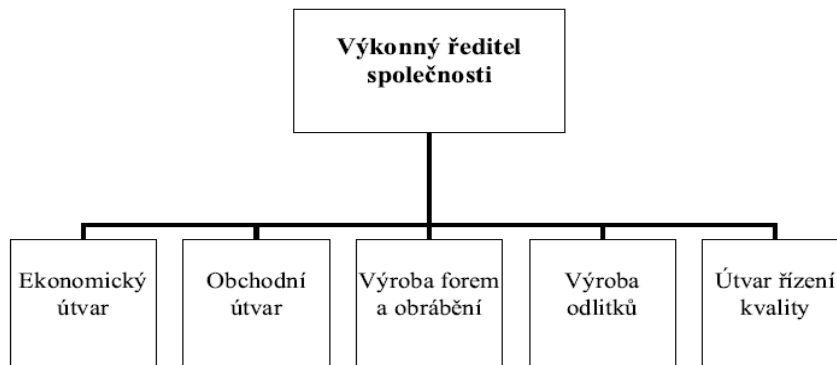 Výkonný ředitel
společnosti
Ekonomický
útvar
Obchodní
útvar
Výroba forem
a obrábění
Výroba
odlitků
Útvar řízení
kvality